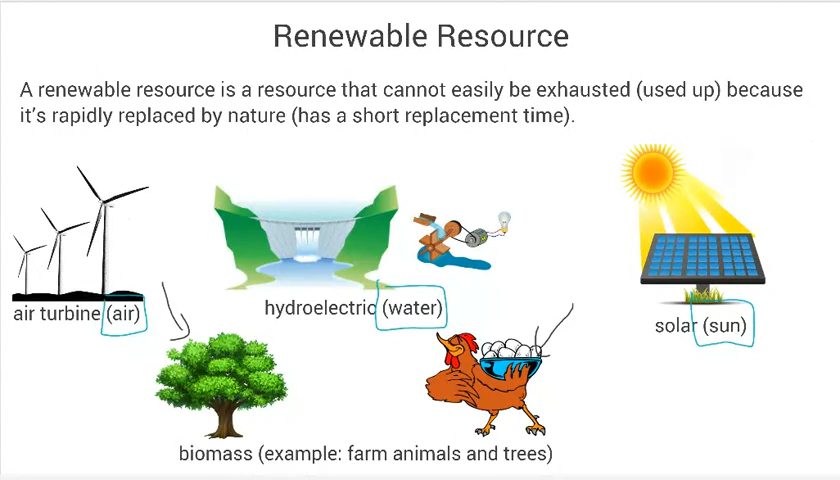 Renewable Resource
A renewable resource is a resource that cannot easily be exhausted (used up) because
it's rapidly replaced by nature (has a short replacement time).
air turbine (air)
hydroelectric (water)
solar (sun)
biomass (example: farm animals and trees)